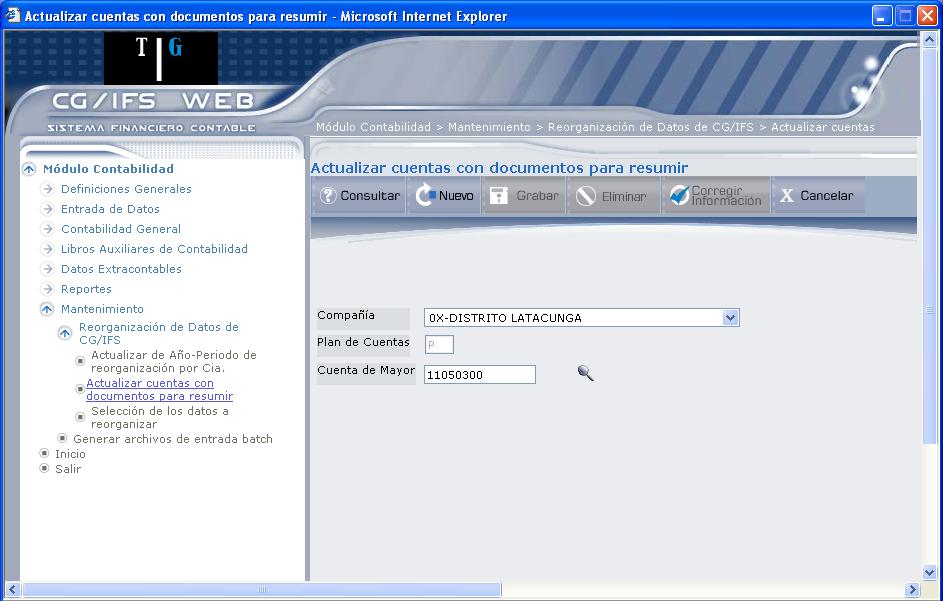 Actualizar cuentas con documentos para resumir - Microsoft Internet Explorer
T|G
CG/IFS WEB
SISTEMA FINANCIERO CONTABLE
Módulo Contabilidad > Mantenimiento > Reorganización de Datos de CG/IFS > Actualizar cuentas
Módulo Contabilidad
Definiciones Generales
Entrada de Datos
Contabilidad General
Libros Auxiliares de Contabilidad
Datos Extracontables
Reportes
Mantenimiento
Reorganización de Datos de
CG/IFS
Actualizar de Año-Periodo de
reorganización por Cia.
Actualizar cuentas con
documentos para resumir
Selección de los datos a
reorganizar
Generar archivos de entrada batch
Inicio
Salir
Actualizar cuentas con documentos para resumir
Consultar
Nuevo
Grabar
Eliminar
Corregir
Información
X Cancelar
Compañía
0X-DISTRITO LATACUNGA
Plan de Cuentas
P
Cuenta de Mayor
11050300